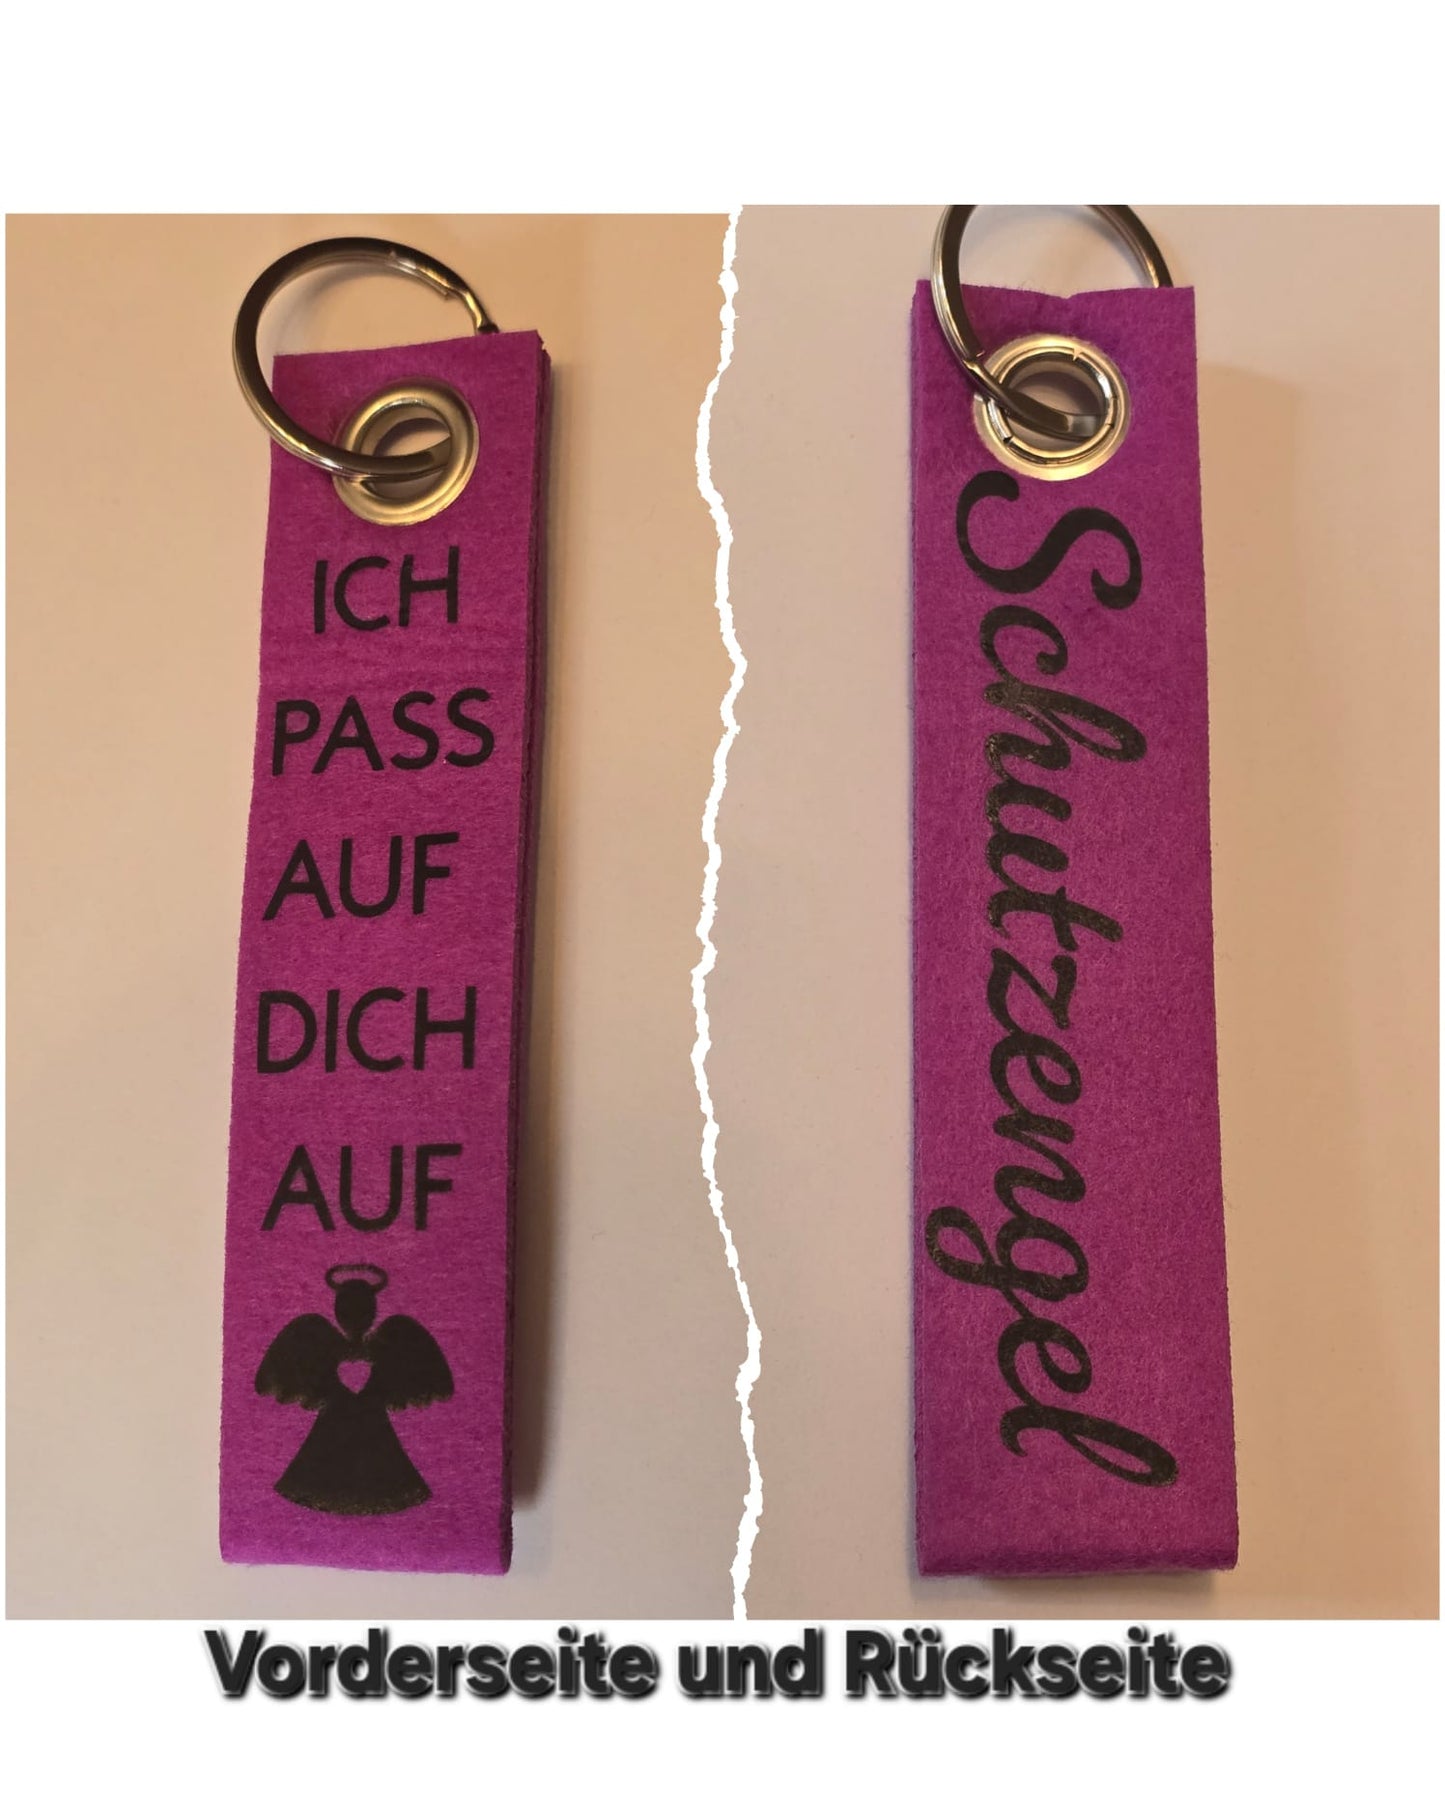 ICH
PASS
AUF
DICH
AUF
Schutzengel
Vorderseite und Rückseite